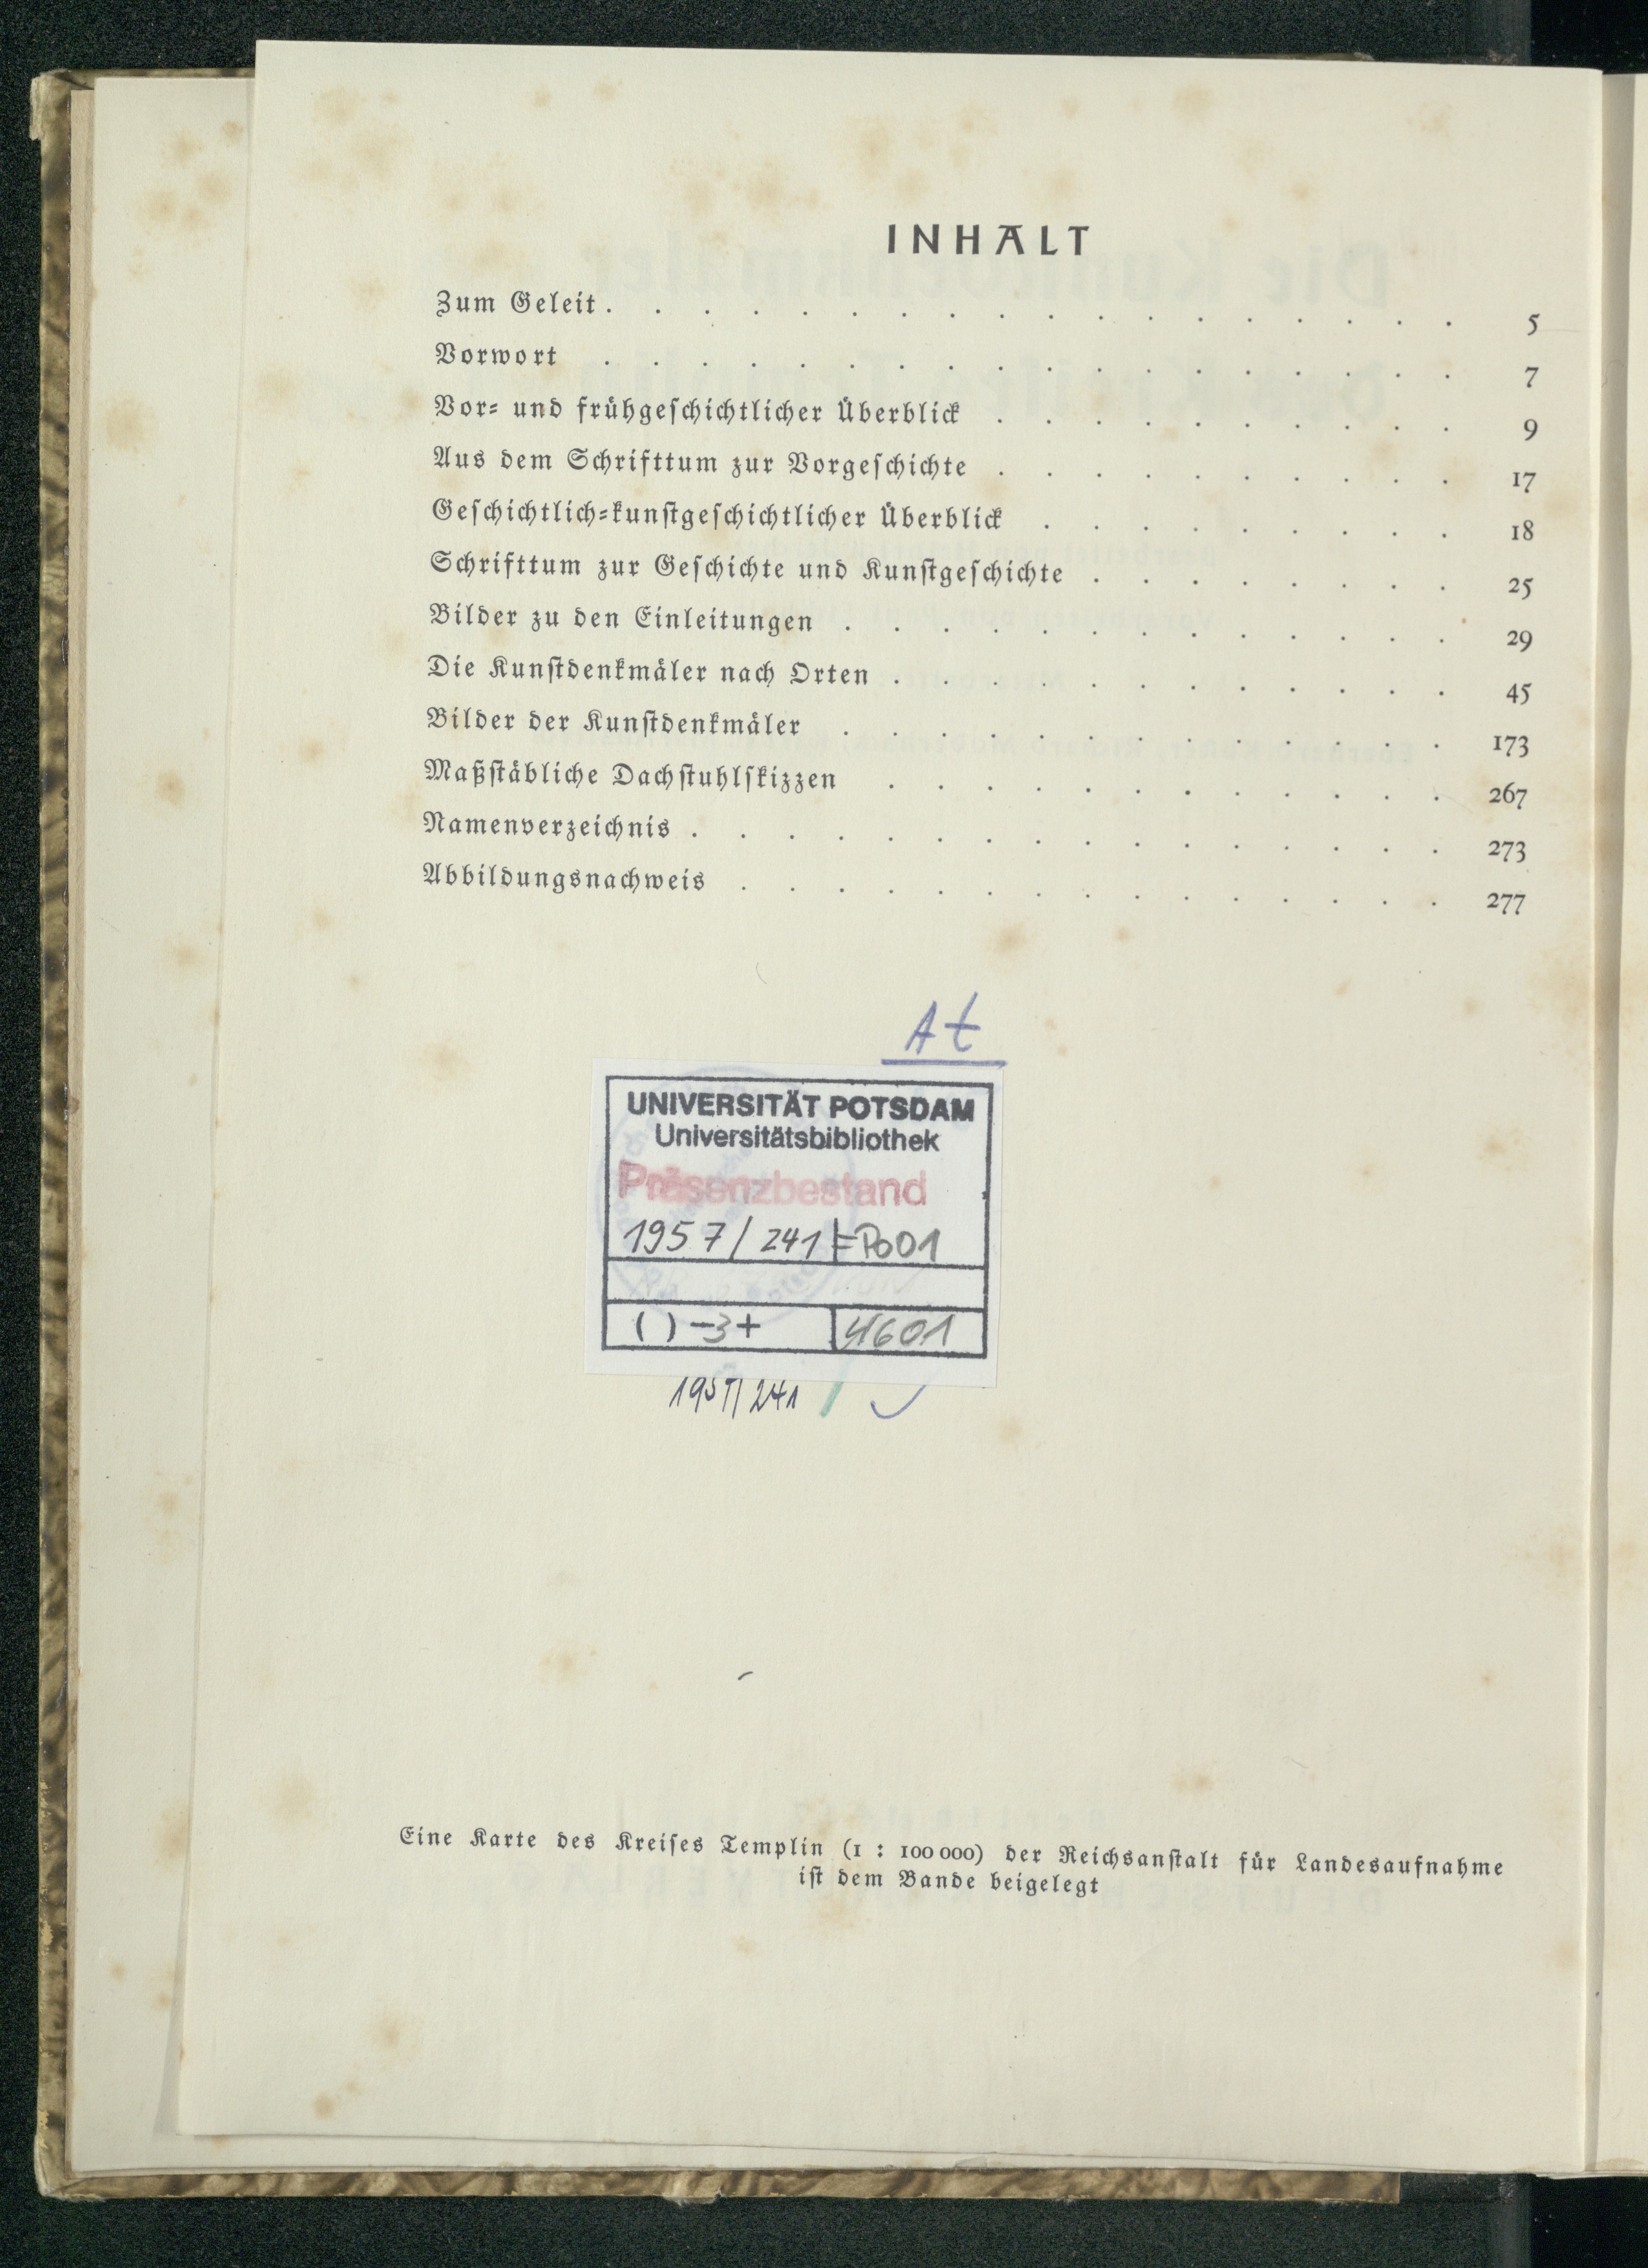 INHALT
Zum Geleit . . . . . . . . . . . . . . . . . . 5
Vorwort . . . . . . . . . . . . . . . . . . 7
Vor- und frühgeschichtlicher Überblick . . . . . . . . . . 9
Aus dem Schrifttum zur Vorgeschichte . . . . . . . . . . 17
Geschichtlich-kunstgeschichtlicher Überblick . . . . . . . . . 18
Schrifttum zur Geschichte und Kunstgeschichte . . . . . . . . 25
Bilder zu den Einleitungen . . . . . . . . . . . . . 29
Die Kunstdenkmäler nach Orten . . . . . . . . . . . . 45
Bilder der Kunstdenkmäler . . . . . . . . . . . . . 173
Maßstäbliche Dachstuhlskizzen . . . . . . . . . . . . 267
Namenverzeichnis . . . . . . . . . . . . . . . . 273
Abbildungsnachweis . . . . . . . . . . . . . . . 277
At
UNIVERSITÄT POTSDAM
Universitätsbibliothek
Präsenzbestand
1957/241 = Po01
( ) -3+ 4601
1957/241
Eine Karte des Kreises Templin (1 : 100 000) der Reichsanstalt für Landesaufnahme
ist dem Bande beigelegt